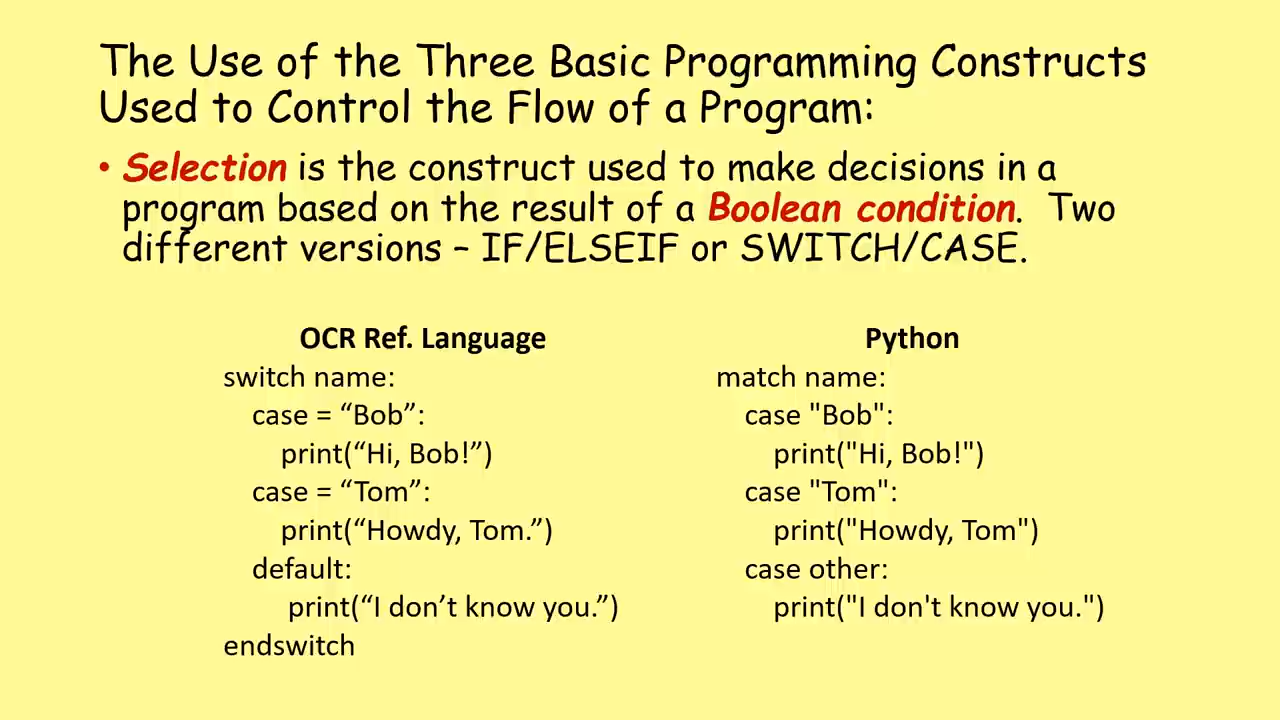 The Use of the Three Basic Programming Constructs
Used to Control the Flow of a Program:
• Selection is the construct used to make decisions in a
program based on the result of a Boolean condition.  Two
different versions – IF/ELSEIF or SWITCH/CASE.
OCR Ref. Language
switch name:
case = “Bob”:
print(“Hi, Bob!”)
case = “Tom”:
print(“Howdy, Tom.”)
default:
print(“I don’t know you.”)
endswitch
Python
match name:
case "Bob":
print("Hi, Bob!")
case "Tom":
print("Howdy, Tom")
case other:
print("I don't know you.")